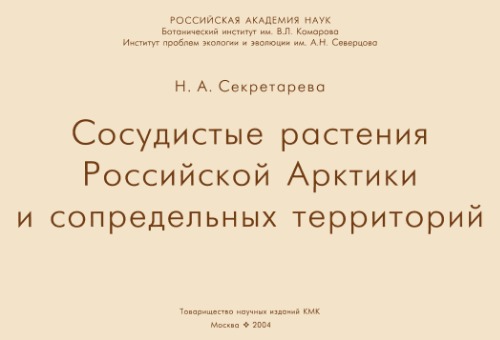 РОССИЙСКАЯ АКАДЕМИЯ НАУК
Ботанический институт им. В.Л. Комарова
Институт проблем экологии и эволюции им. А.Н. Северцова
Н. А. Секретарева
Сосудистые растения
Российской Арктики
и сопредельных территорий
Товарищество научных изданий КМК
Москва ❖ 2004